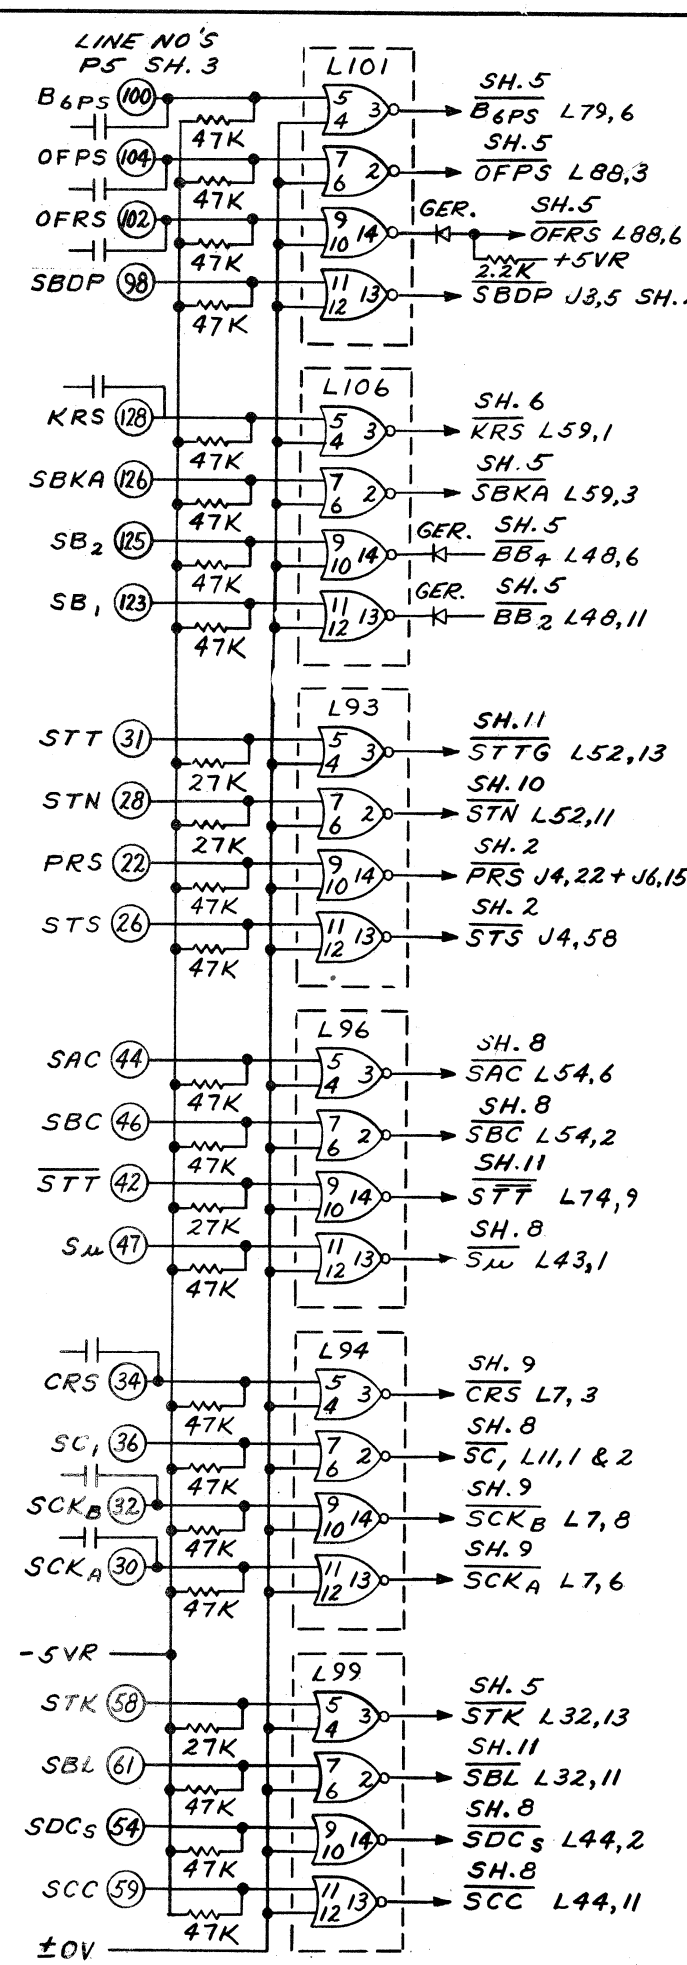 LINE NO'S
P5 SH. 3
L101
B6PS 100 5 4 3 SH. 5
B6PS L79,6
47K
OFPS 104 7 6 2 SH. 5
OFPS L88,3
47K
OFRS 102 9 10 14 GER. SH. 5
OFRS L88,6
47K 2.2K +5VR
SBDP 98 11 12 13 SBDP J3,5 SH.
47K
L106
KRS 128 5 4 3 SH. 6
KRS L59,1
47K
SBKA 126 7 6 2 SH. 5
SBKA L59,3
47K
SB2 125 9 10 14 GER. SH. 5
BB4 L48,6
47K
SB1 123 11 12 13 GER. SH. 5
BB2 L48,11
47K
L93
STT 31 5 4 3 SH. 11
STTG L52,13
27K
STN 28 7 6 2 SH. 10
STN L52,11
27K
PRS 22 9 10 14 SH. 2
PRS J4,22 + J6,15
47K
STS 26 11 12 13 SH. 2
STS J4,58
47K
L96
SAC 44 5 4 3 SH. 8
SAC L54,6
47K
SBC 46 7 6 2 SH. 8
SBC L54,2
47K
STT 42 9 10 14 SH. 11
STT L74,9
27K
Sμ 47 11 12 13 SH. 8
Sμ L43,1
47K
L94
CRS 34 5 4 3 SH. 9
CRS L7,3
47K
SC1 36 7 6 2 SH. 8
SC1 L11,1 & 2
47K
SCKB 32 9 10 14 SH. 9
SCKB L7,8
47K
SCKA 30 11 12 13 SH. 9
SCKA L7,6
47K
-5VR
L99
STK 58 5 4 3 SH. 5
STK L32,13
27K
SBL 61 7 6 2 SH. 11
SBL L32,11
47K
SDCS 54 9 10 14 SH. 8
SDCS L44,2
47K
SCC 59 11 12 13 SH. 8
SCC L44,11
47K
±0V